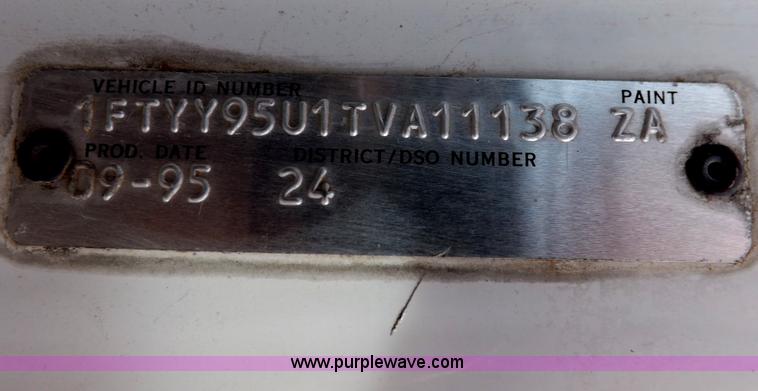 VEHICLE ID NUMBER PAINT
1FTYY95U1TVA11138 ZA
PROD. DATE DISTRICT/DSO NUMBER
09-95 24
www.purplewave.com